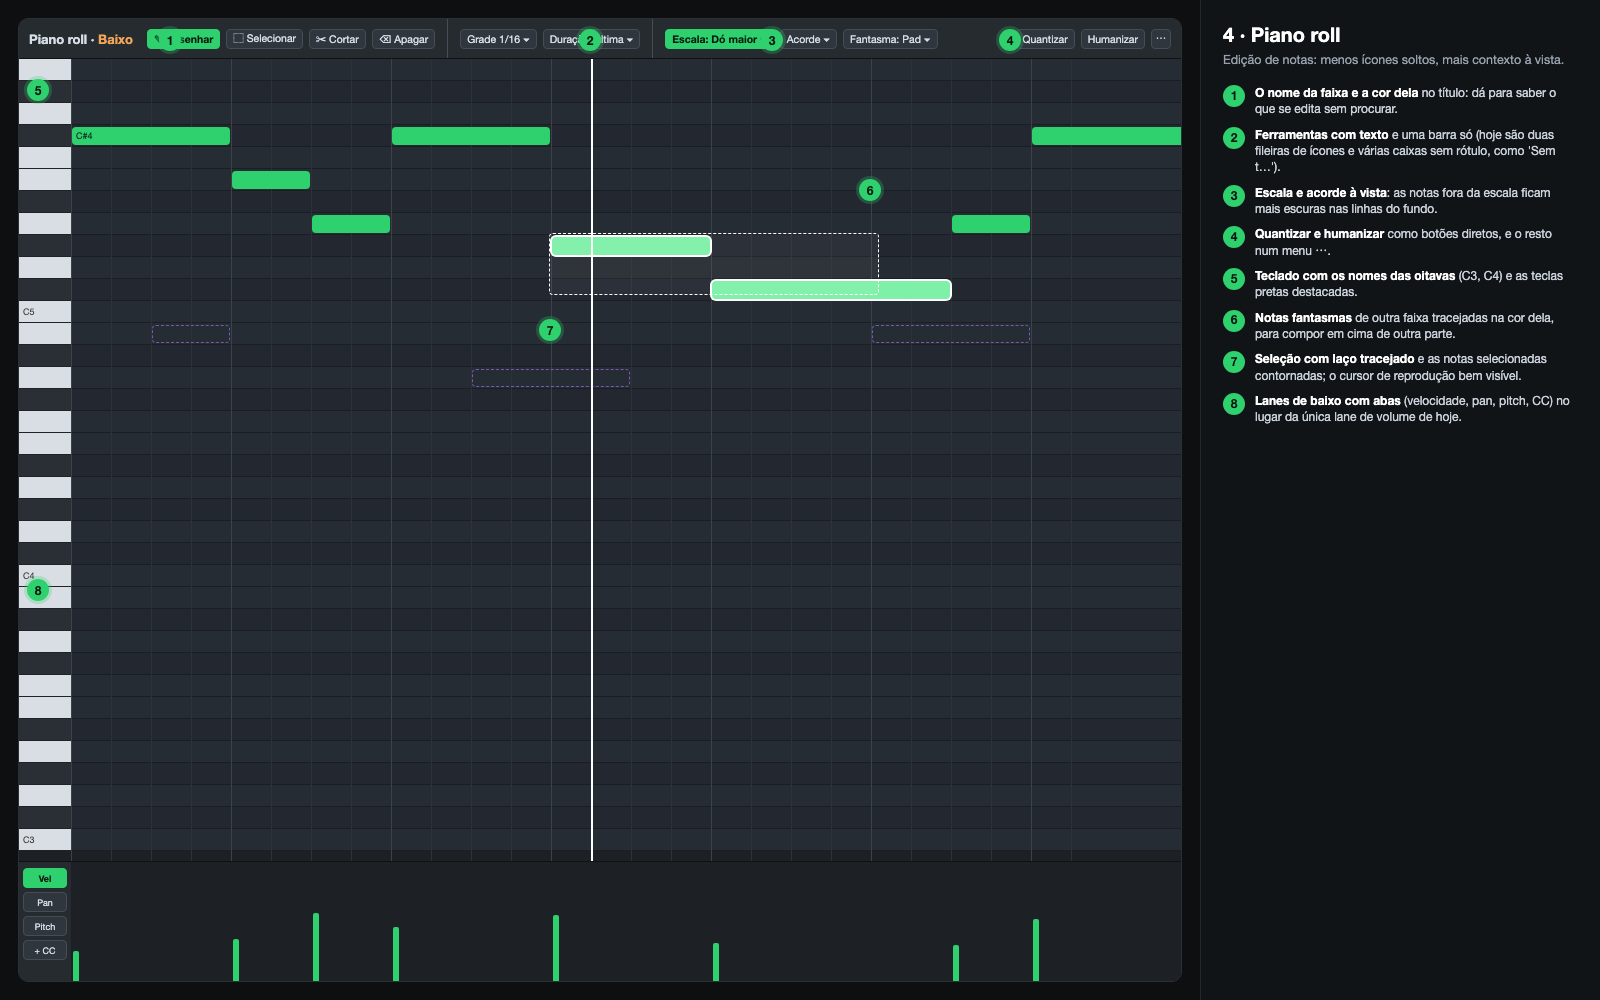 Piano roll · Baixo
1 senhar
Selecionar
Cortar
Apagar
Grade 1/16
2
Escala: Dó maior
3
Acorde
Fantasma: Pad
4
Quantizar
Humanizar
···
5
C#4
6
C5
7
C4
8
C3
Vel
Pan
Pitch
+ CC
4 · Piano roll
Edição de notas: menos ícones soltos, mais contexto à vista.
1 O nome da faixa e a cor dela no título: dá para saber o
que se edita sem procurar.
2 Ferramentas com texto e uma barra só (hoje são duas
fileiras de ícones e várias caixas sem rótulo, como 'Sem
t...').
3 Escala e acorde à vista: as notas fora da escala ficam
mais escuras nas linhas do fundo.
4 Quantizar e humanizar como botões diretos, e o resto
num menu ···.
5 Teclado com os nomes das oitavas (C3, C4) e as teclas
pretas destacadas.
6 Notas fantasmas de outra faixa tracejadas na cor dela,
para compor em cima de outra parte.
7 Seleção com laço tracejado e as notas selecionadas
contornadas; o cursor de reprodução bem visível.
8 Lanes de baixo com abas (velocidade, pan, pitch, CC) no
lugar da única lane de volume de hoje.